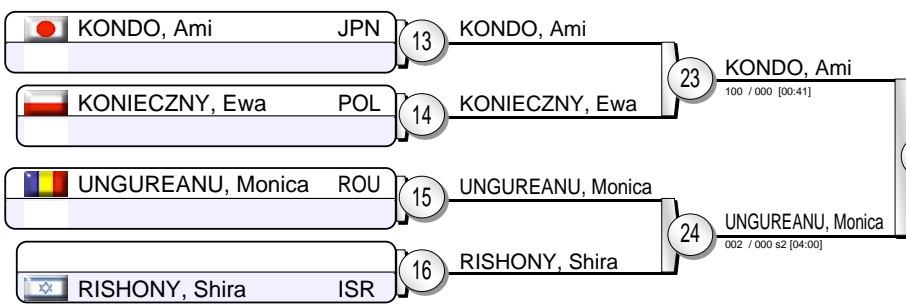 KONDO, Ami JPN
13
KONDO, Ami
KONIECZNY, Ewa POL
14
KONIECZNY, Ewa
23
KONDO, Ami
100 / 000 [00:41]
UNGUREANU, Monica ROU
15
UNGUREANU, Monica
RISHONY, Shira ISR
16
RISHONY, Shira
24
UNGUREANU, Monica
002 / 000 s2 [04:00]